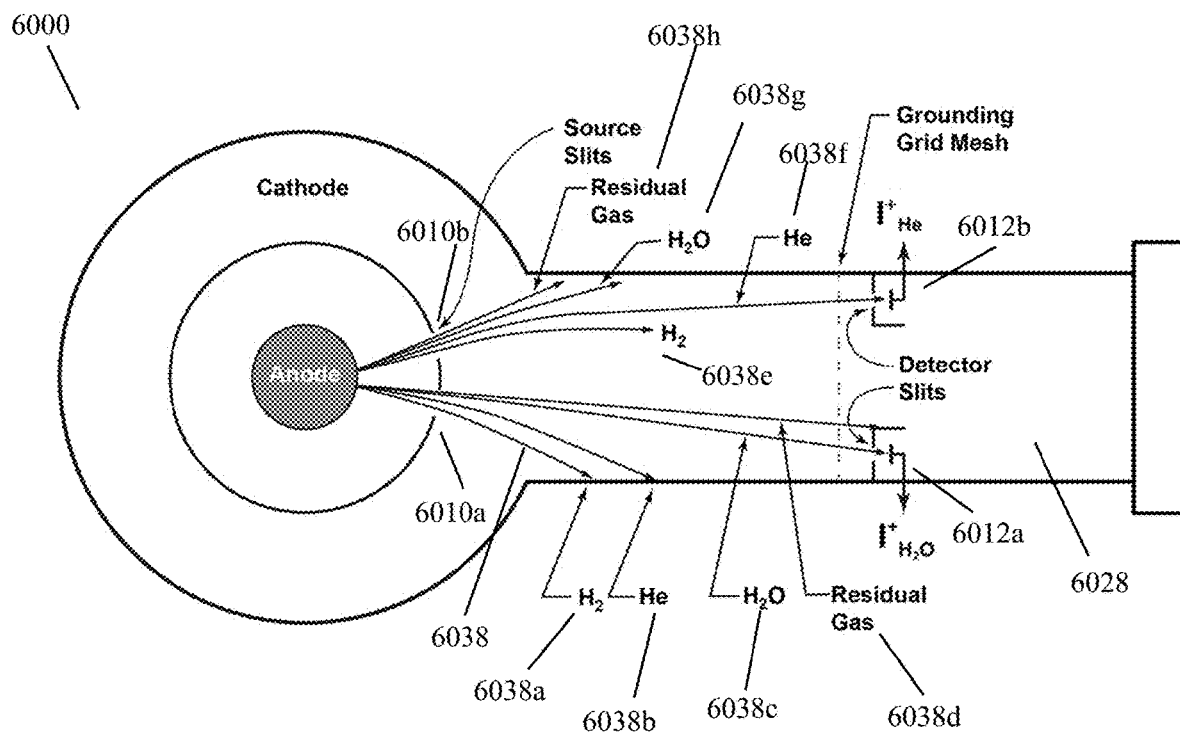 6000
6038h
6038g
Source
Slits
Grounding
Grid Mesh
6038f
Cathode
Residual
Gas
I⁺He
6010b
H₂O
He
6012b
H₂
Anode
6038e
Detector
Slits
6010a
I⁺H₂O
6012a
6028
H₂
He
H₂O
Residual
Gas
6038
6038a
6038b
6038c
6038d